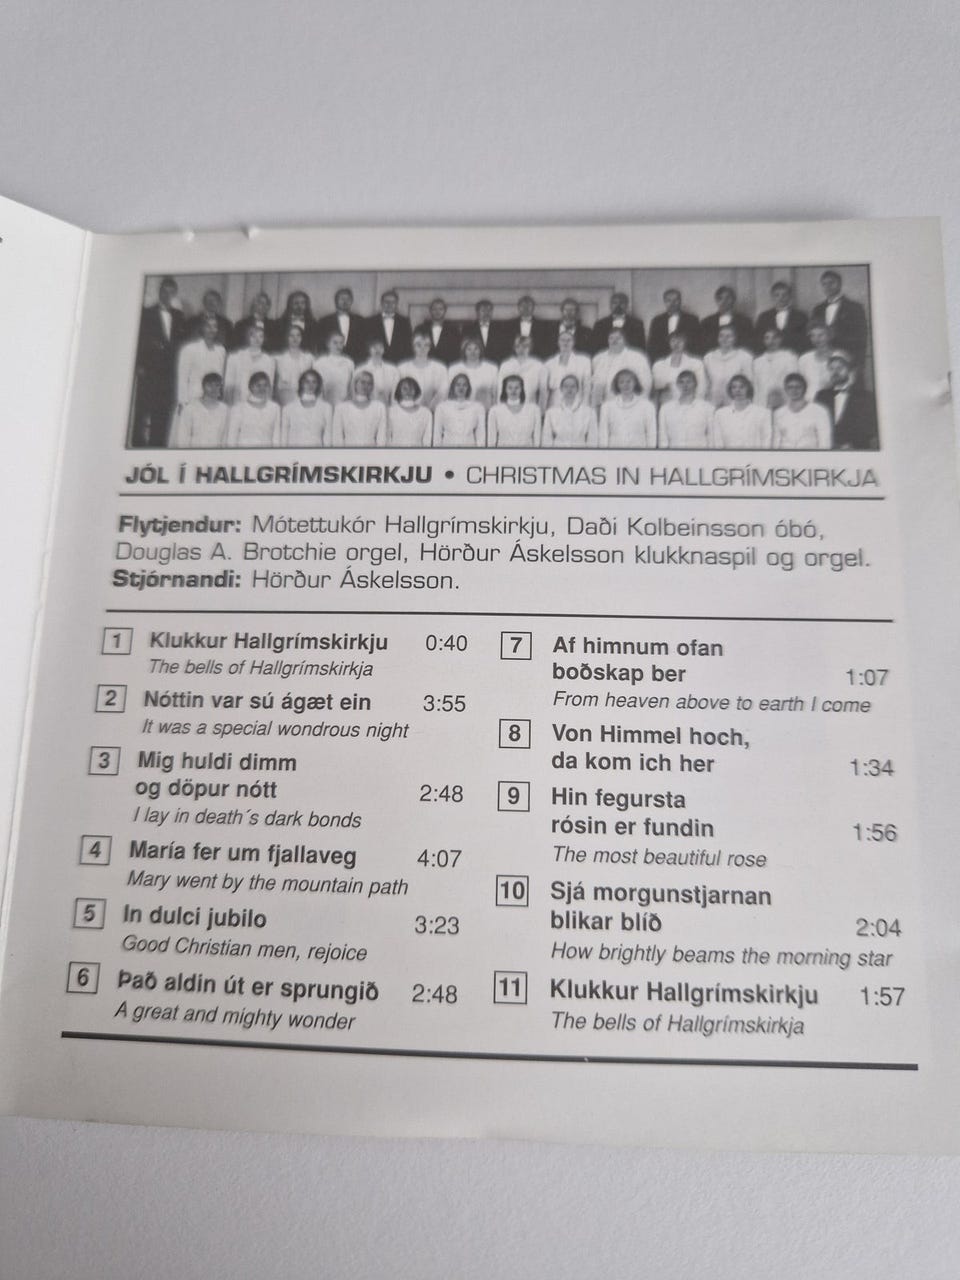 JÓL Í HALLGRÍMSKIRKJU • CHRISTMAS IN HALLGRÍMSKIRKJA
Flytjendur: Mótettukór Hallgrímskirkju, Daði Kolbeinsson óbó,
Douglas A. Brotchie orgel, Hörður Áskelsson klukknaspil og orgel.
Stjórnandi: Hörður Áskelsson.
1 Klukkur Hallgrímskirkju 0:40
The bells of Hallgrímskirkja
2 Nóttin var sú ágæt ein 3:55
It was a special wondrous night
3 Mig huldi dimm
og döpur nótt 2:48
I lay in death´s dark bonds
4 María fer um fjallaveg 4:07
Mary went by the mountain path
5 In dulci jubilo 3:23
Good Christian men, rejoice
6 Það aldin út er sprungið 2:48
A great and mighty wonder
7 Af himnum ofan
boðskap ber 1:07
From heaven above to earth I come
8 Von Himmel hoch,
da kom ich her 1:34
9 Hin fegursta
rósin er fundin 1:56
The most beautiful rose
10 Sjá morgunstjarnan
blikar blíð 2:04
How brightly beams the morning star
11 Klukkur Hallgrímskirkju 1:57
The bells of Hallgrímskirkja